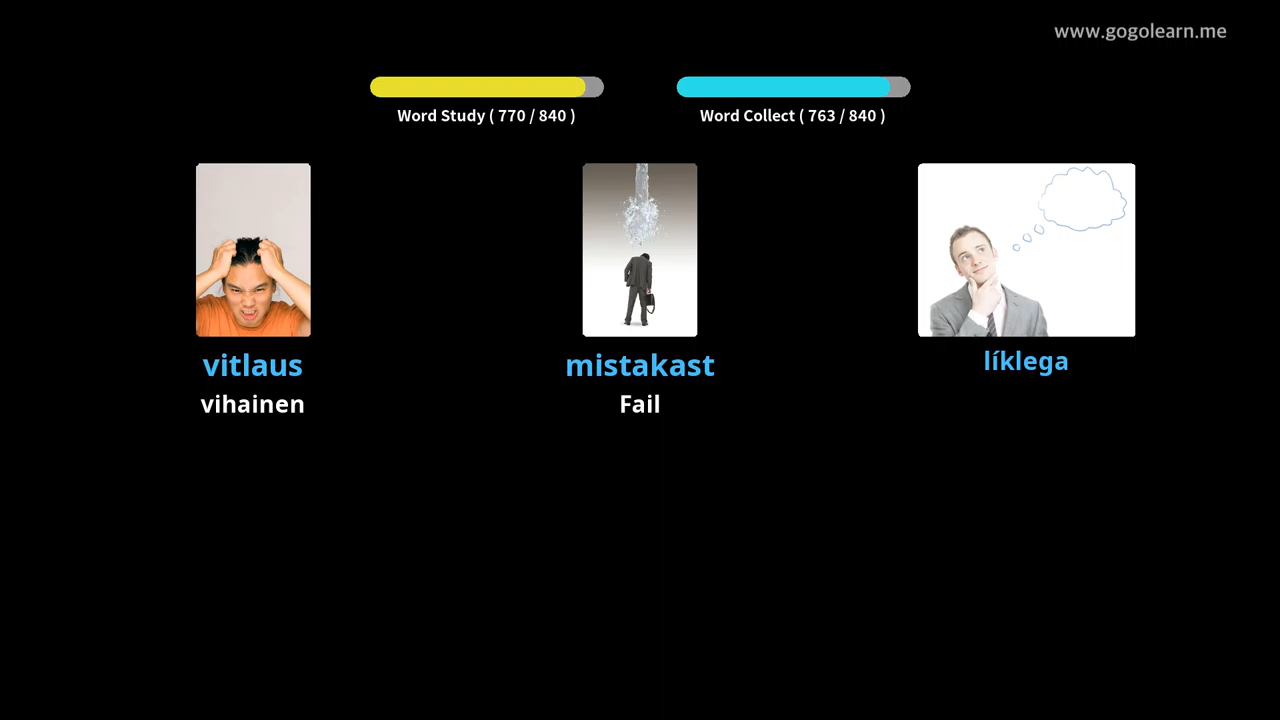 www.gogolearn.me
Word Study ( 770 / 840 )
Word Collect ( 763 / 840 )
vitlaus
vihainen
mistakast
Fail
líklega